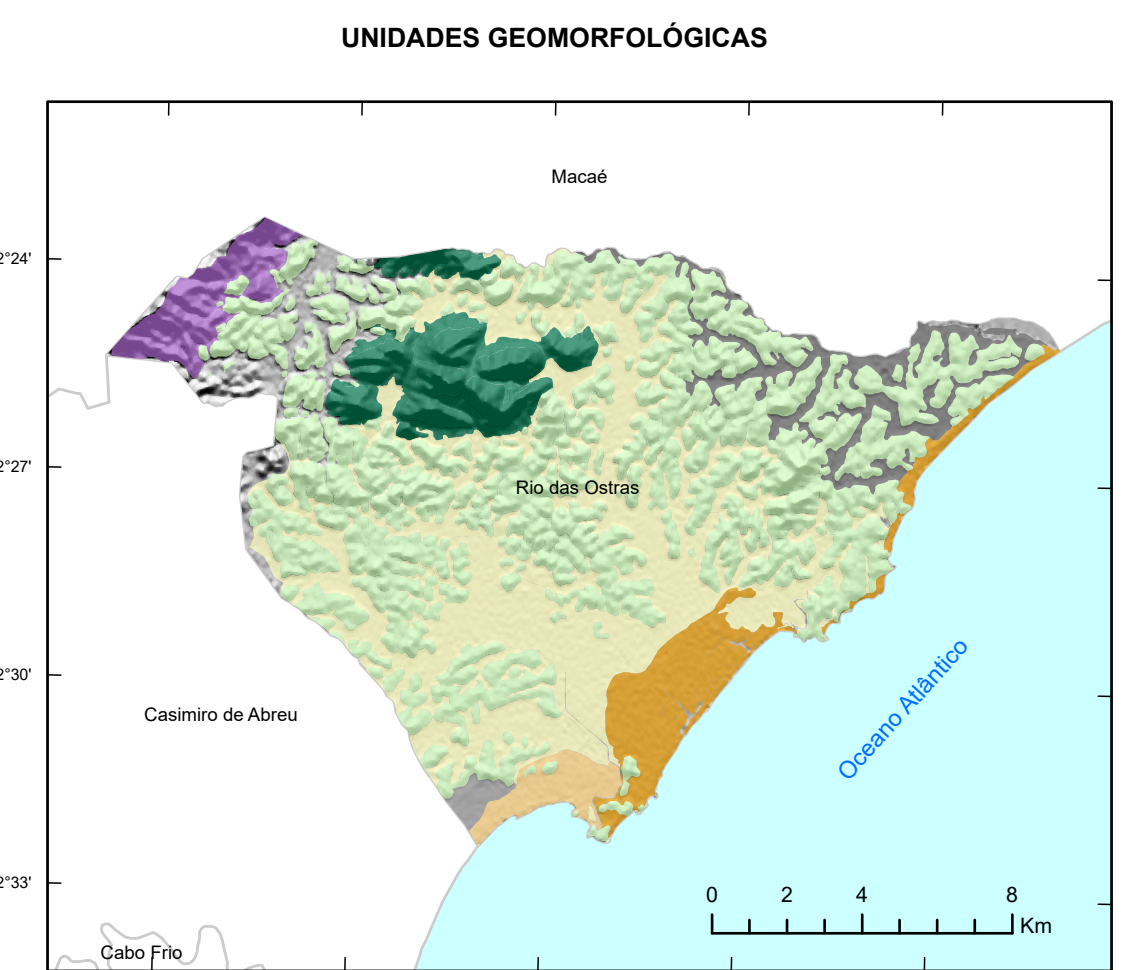 UNIDADES GEOMORFOLÓGICAS
Macaé
2°24'
2°27'
Rio das Ostras
2°30'
Casimiro de Abreu
Oceano Atlântico
2°33'
0 2 4 8
Km
Cabo Frio